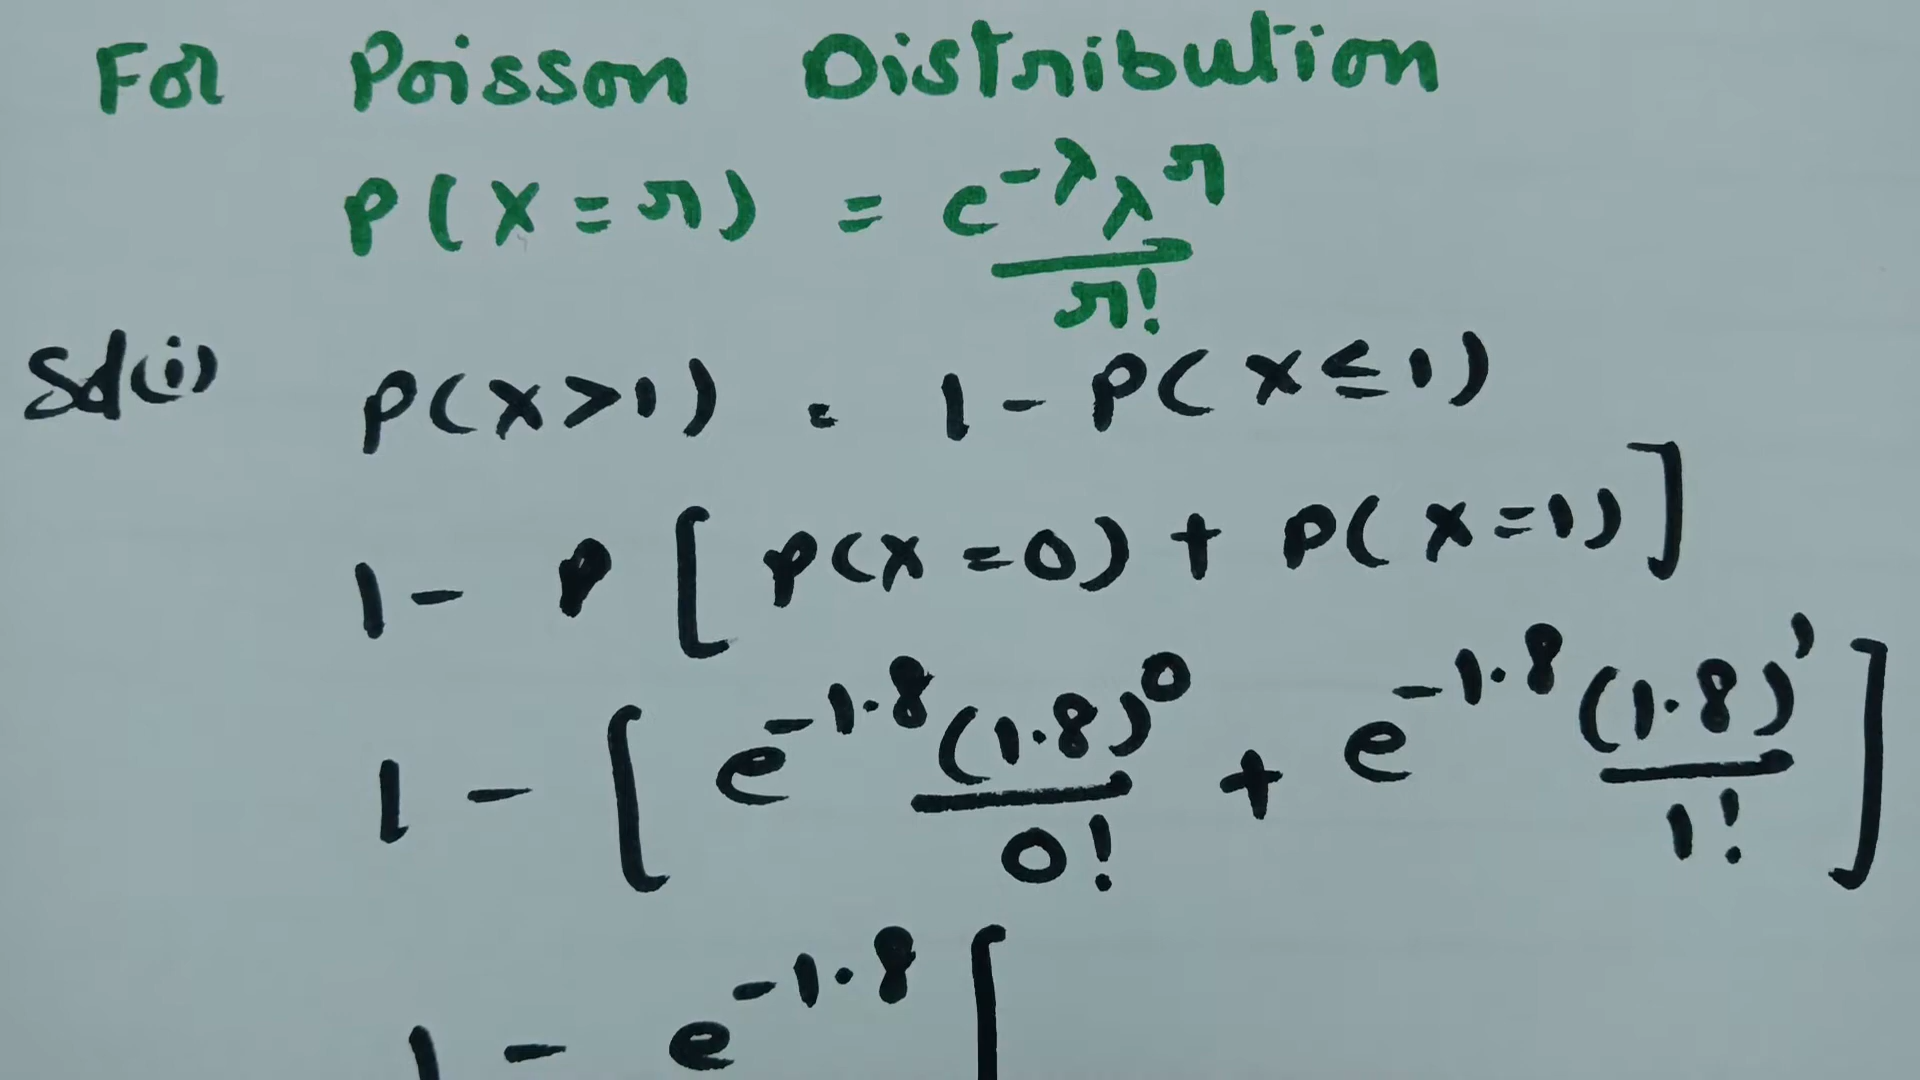 For Poisson Distribution
P(X=r) = e^-λ λ^r / r!
Sol(i) P(X>1) = 1 - P(X≤1)
1 - P [ P(X=0) + P(X=1) ]
1 - [ e^-1.8 (1.8)^0 / 0! + e^-1.8 (1.8)^1 / 1! ]
1 - e^-1.8 [